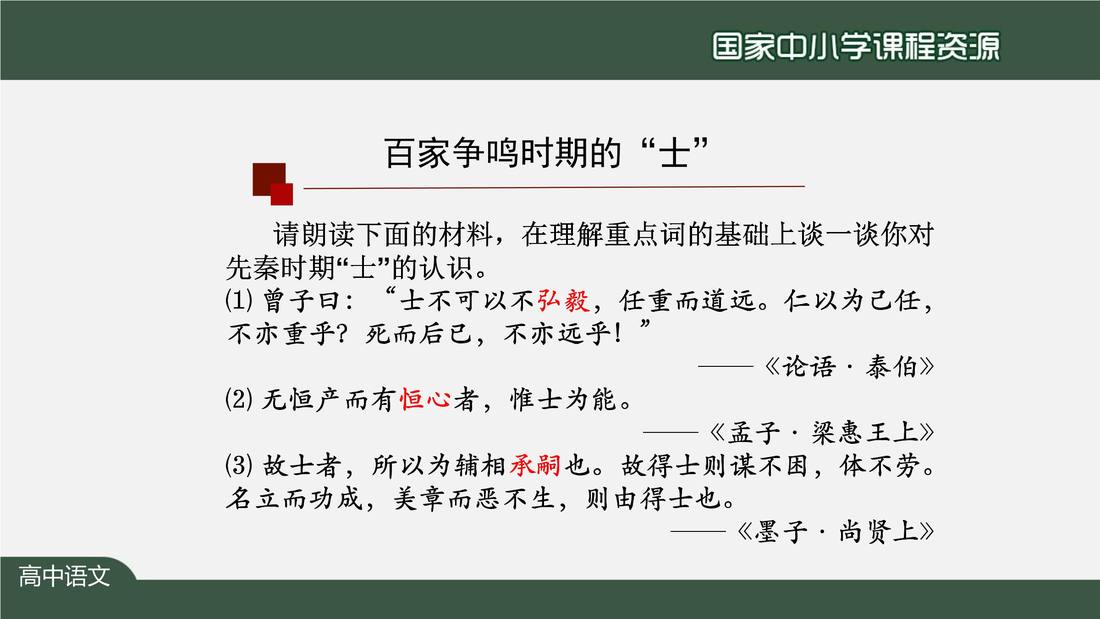 国家中小学课程资源
百家争鸣时期的“士”
请朗读下面的材料，在理解重点词的基础上谈一谈你对
先秦时期“士”的认识。
⑴ 曾子曰：“士不可以不弘毅，任重而道远。仁以为己任，
不亦重乎？死而后已，不亦远乎！”
——《论语·泰伯》
⑵ 无恒产而有恒心者，惟士为能。
——《孟子·梁惠王上》
⑶ 故士者，所以为辅相承嗣也。故得士则谋不困，体不劳。
名立而功成，美章而恶不生，则由得士也。
——《墨子·尚贤上》
高中语文